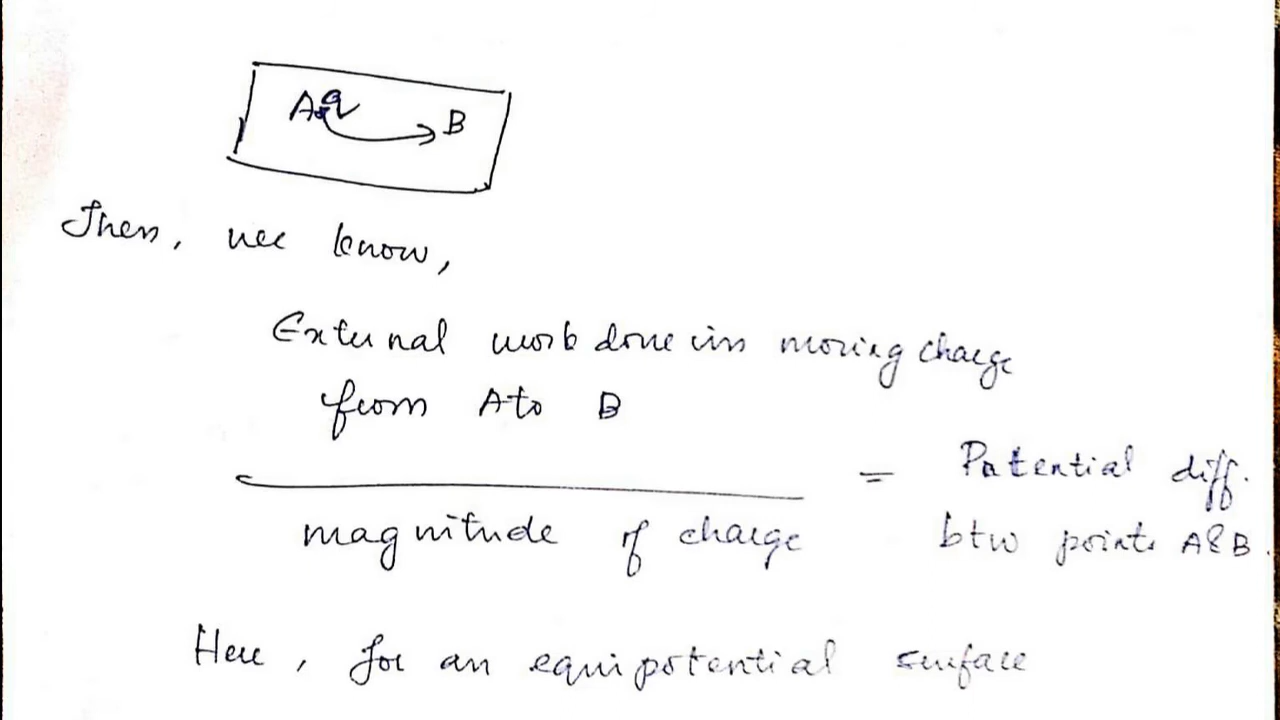 A q B
Then, we know,
External work done in moving charge
from A to B
= Potential diff.
magnitude of charge btw points A & B.
Here, for an equipotential surface